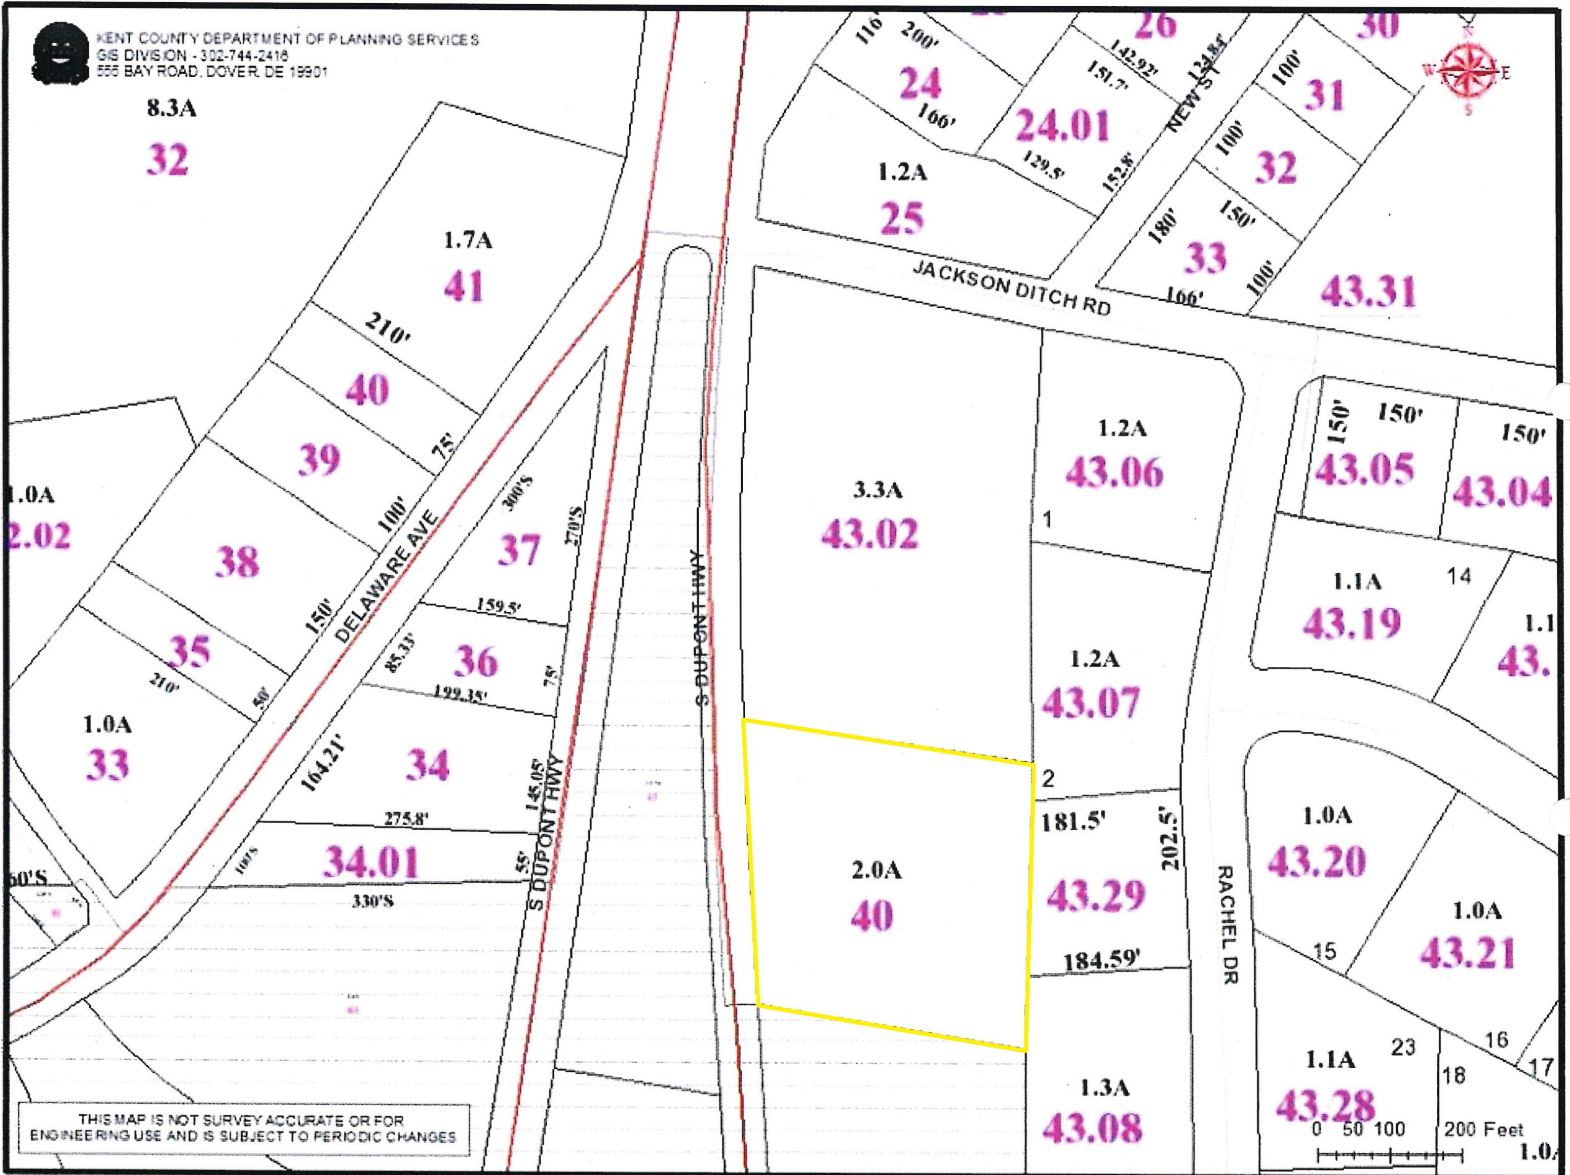 KENT COUNTY DEPARTMENT OF PLANNING SERVICES
GIS DIVISION - 302-744-2416
555 BAY ROAD, DOVER DE 19901
8.3A
32
116'
200'
24
166'
26
142.92'
151.7'
124.84'
24.01
129.5'
152.8'
NEW ST
30
100'
31
100'
32
180'
150'
33
100'
166'
N
W
E
S
1.2A
25
JACKSON DITCH RD
43.31
1.7A
41
210'
40
75'
39
100'
38
150'
DELAWARE AVE
35
210'
50'
1.0A
33
1.0A
2.02
300'S
37
270'S
159.5'
85.33'
36
75'
199.35'
164.21'
34
145.05'
275.8'
100'S
34.01
55'
330'S
60'S
S DUPONT HWY
S DUPONT HWY
3.3A
43.02
1.2A
43.06
1
1.2A
43.07
2
150'
150'
43.05
150'
43.04
1.1A
14
43.19
1.1
43.
2.0A
40
181.5'
202.5'
43.29
184.59'
RACHEL DR
1.0A
43.20
15
1.0A
43.21
16
17
18
23
1.1A
43.28
1.3A
43.08
0 50 100 200 Feet
1.0
THIS MAP IS NOT SURVEY ACCURATE OR FOR
ENGINEERING USE AND IS SUBJECT TO PERIODIC CHANGES